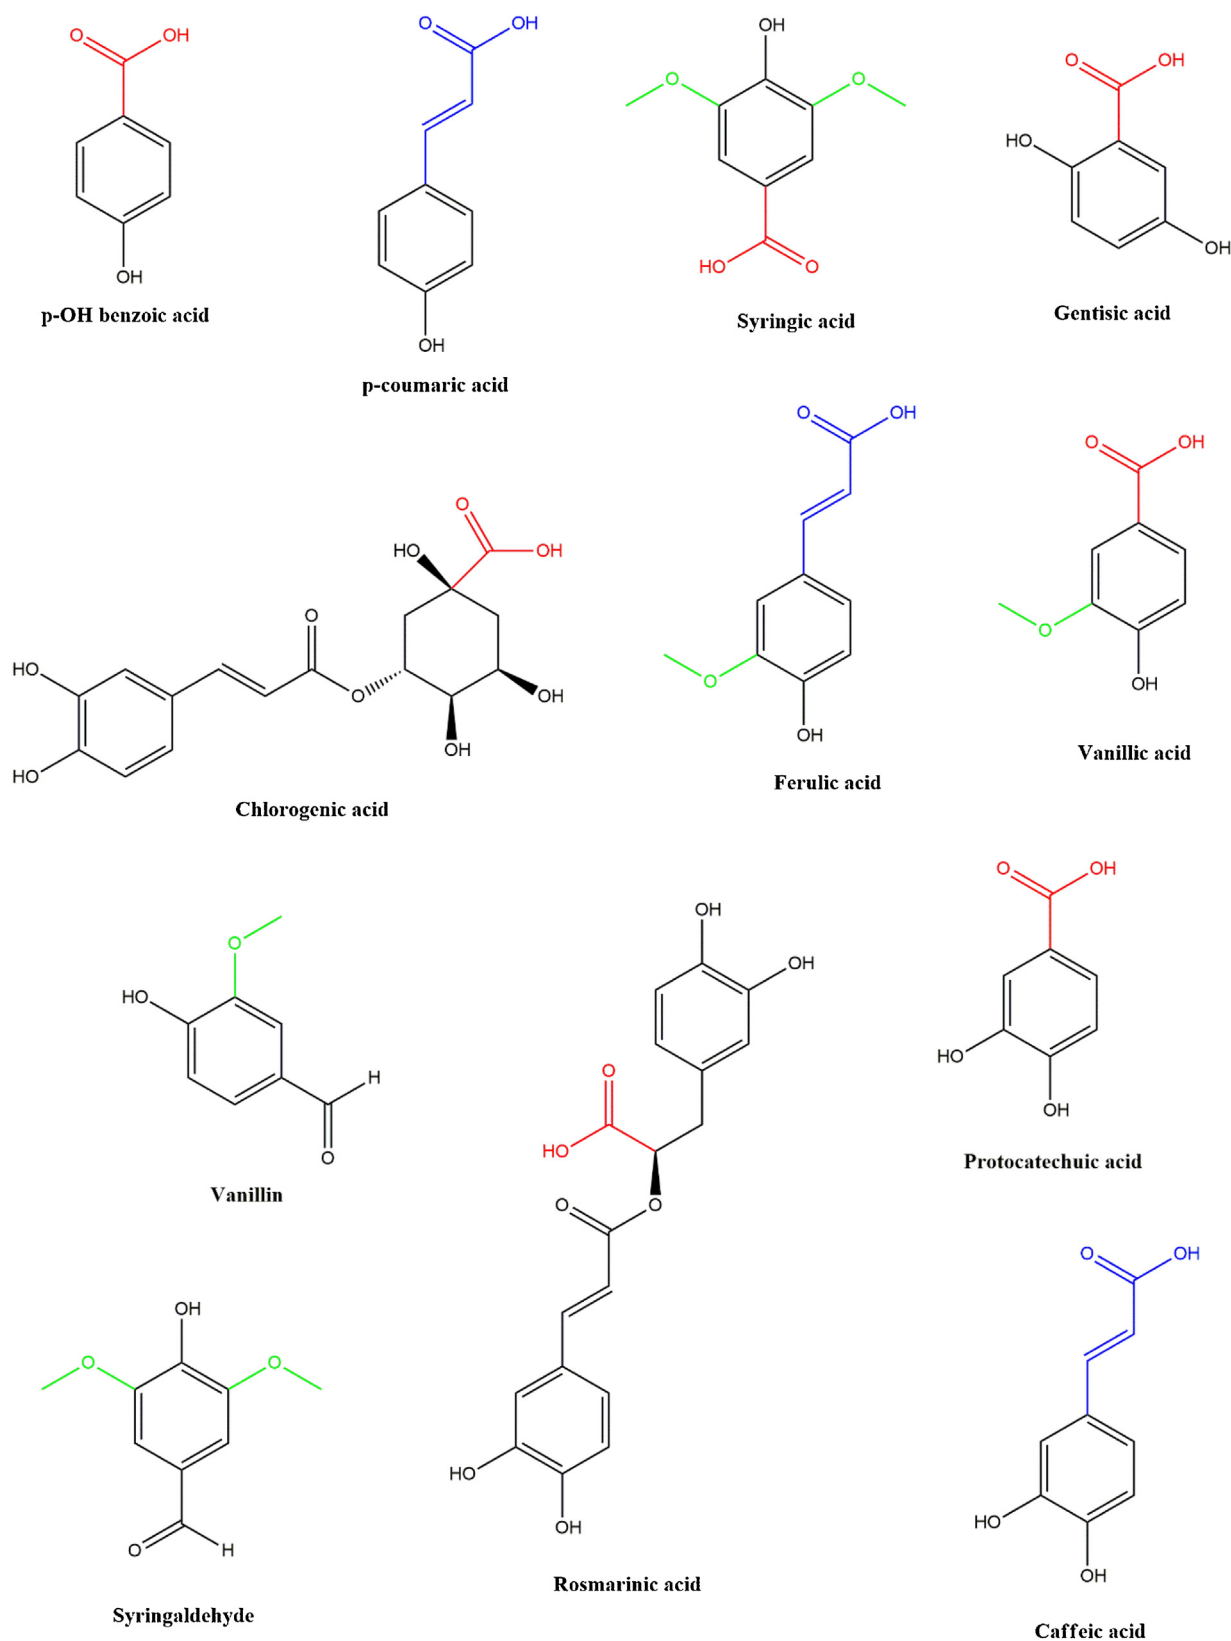 O OH
OH
p-OH benzoic acid
O OH
OH
p-coumaric acid
OH
O O
HO O
Syringic acid
O OH
HO
OH
Gentisic acid
O
HO OH
O
HO
O OH
OH
HO
Chlorogenic acid
O OH
O
OH
Ferulic acid
O OH
O
OH
Vanillic acid
O
HO
H
O
Vanillin
OH
OH
O
HO
O O
HO
OH
Rosmarinic acid
O OH
HO
OH
Protocatechuic acid
OH
O O
O H
Syringaldehyde
O OH
HO
OH
Caffeic acid